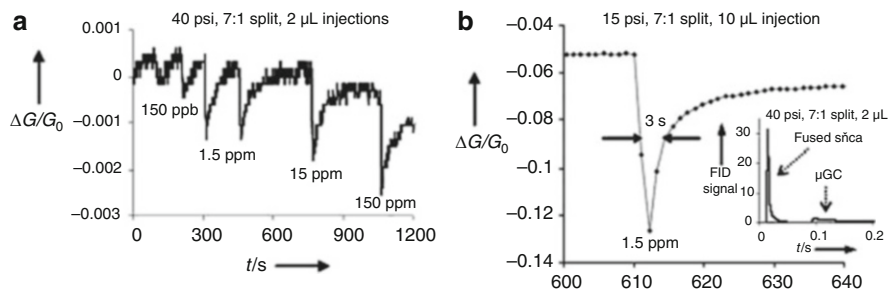 a
40 psi, 7:1 split, 2 µL injections
ΔG/G0
0.001
0
−0.001
−0.002
−0.003
150 ppb
1.5 ppm
15 ppm
150 ppm
0 300 600 900 1200
t/s
b
15 psi, 7:1 split, 10 µL injection
ΔG/G0
−0.04
−0.06
−0.08
−0.1
−0.12
−0.14
3 s
1.5 ppm
600 610 620 630 640
40 psi, 7:1 split, 2 µL
FID
signal
30
20
10
0
Fused sňca
µGC
0 0.1 0.2
t/s